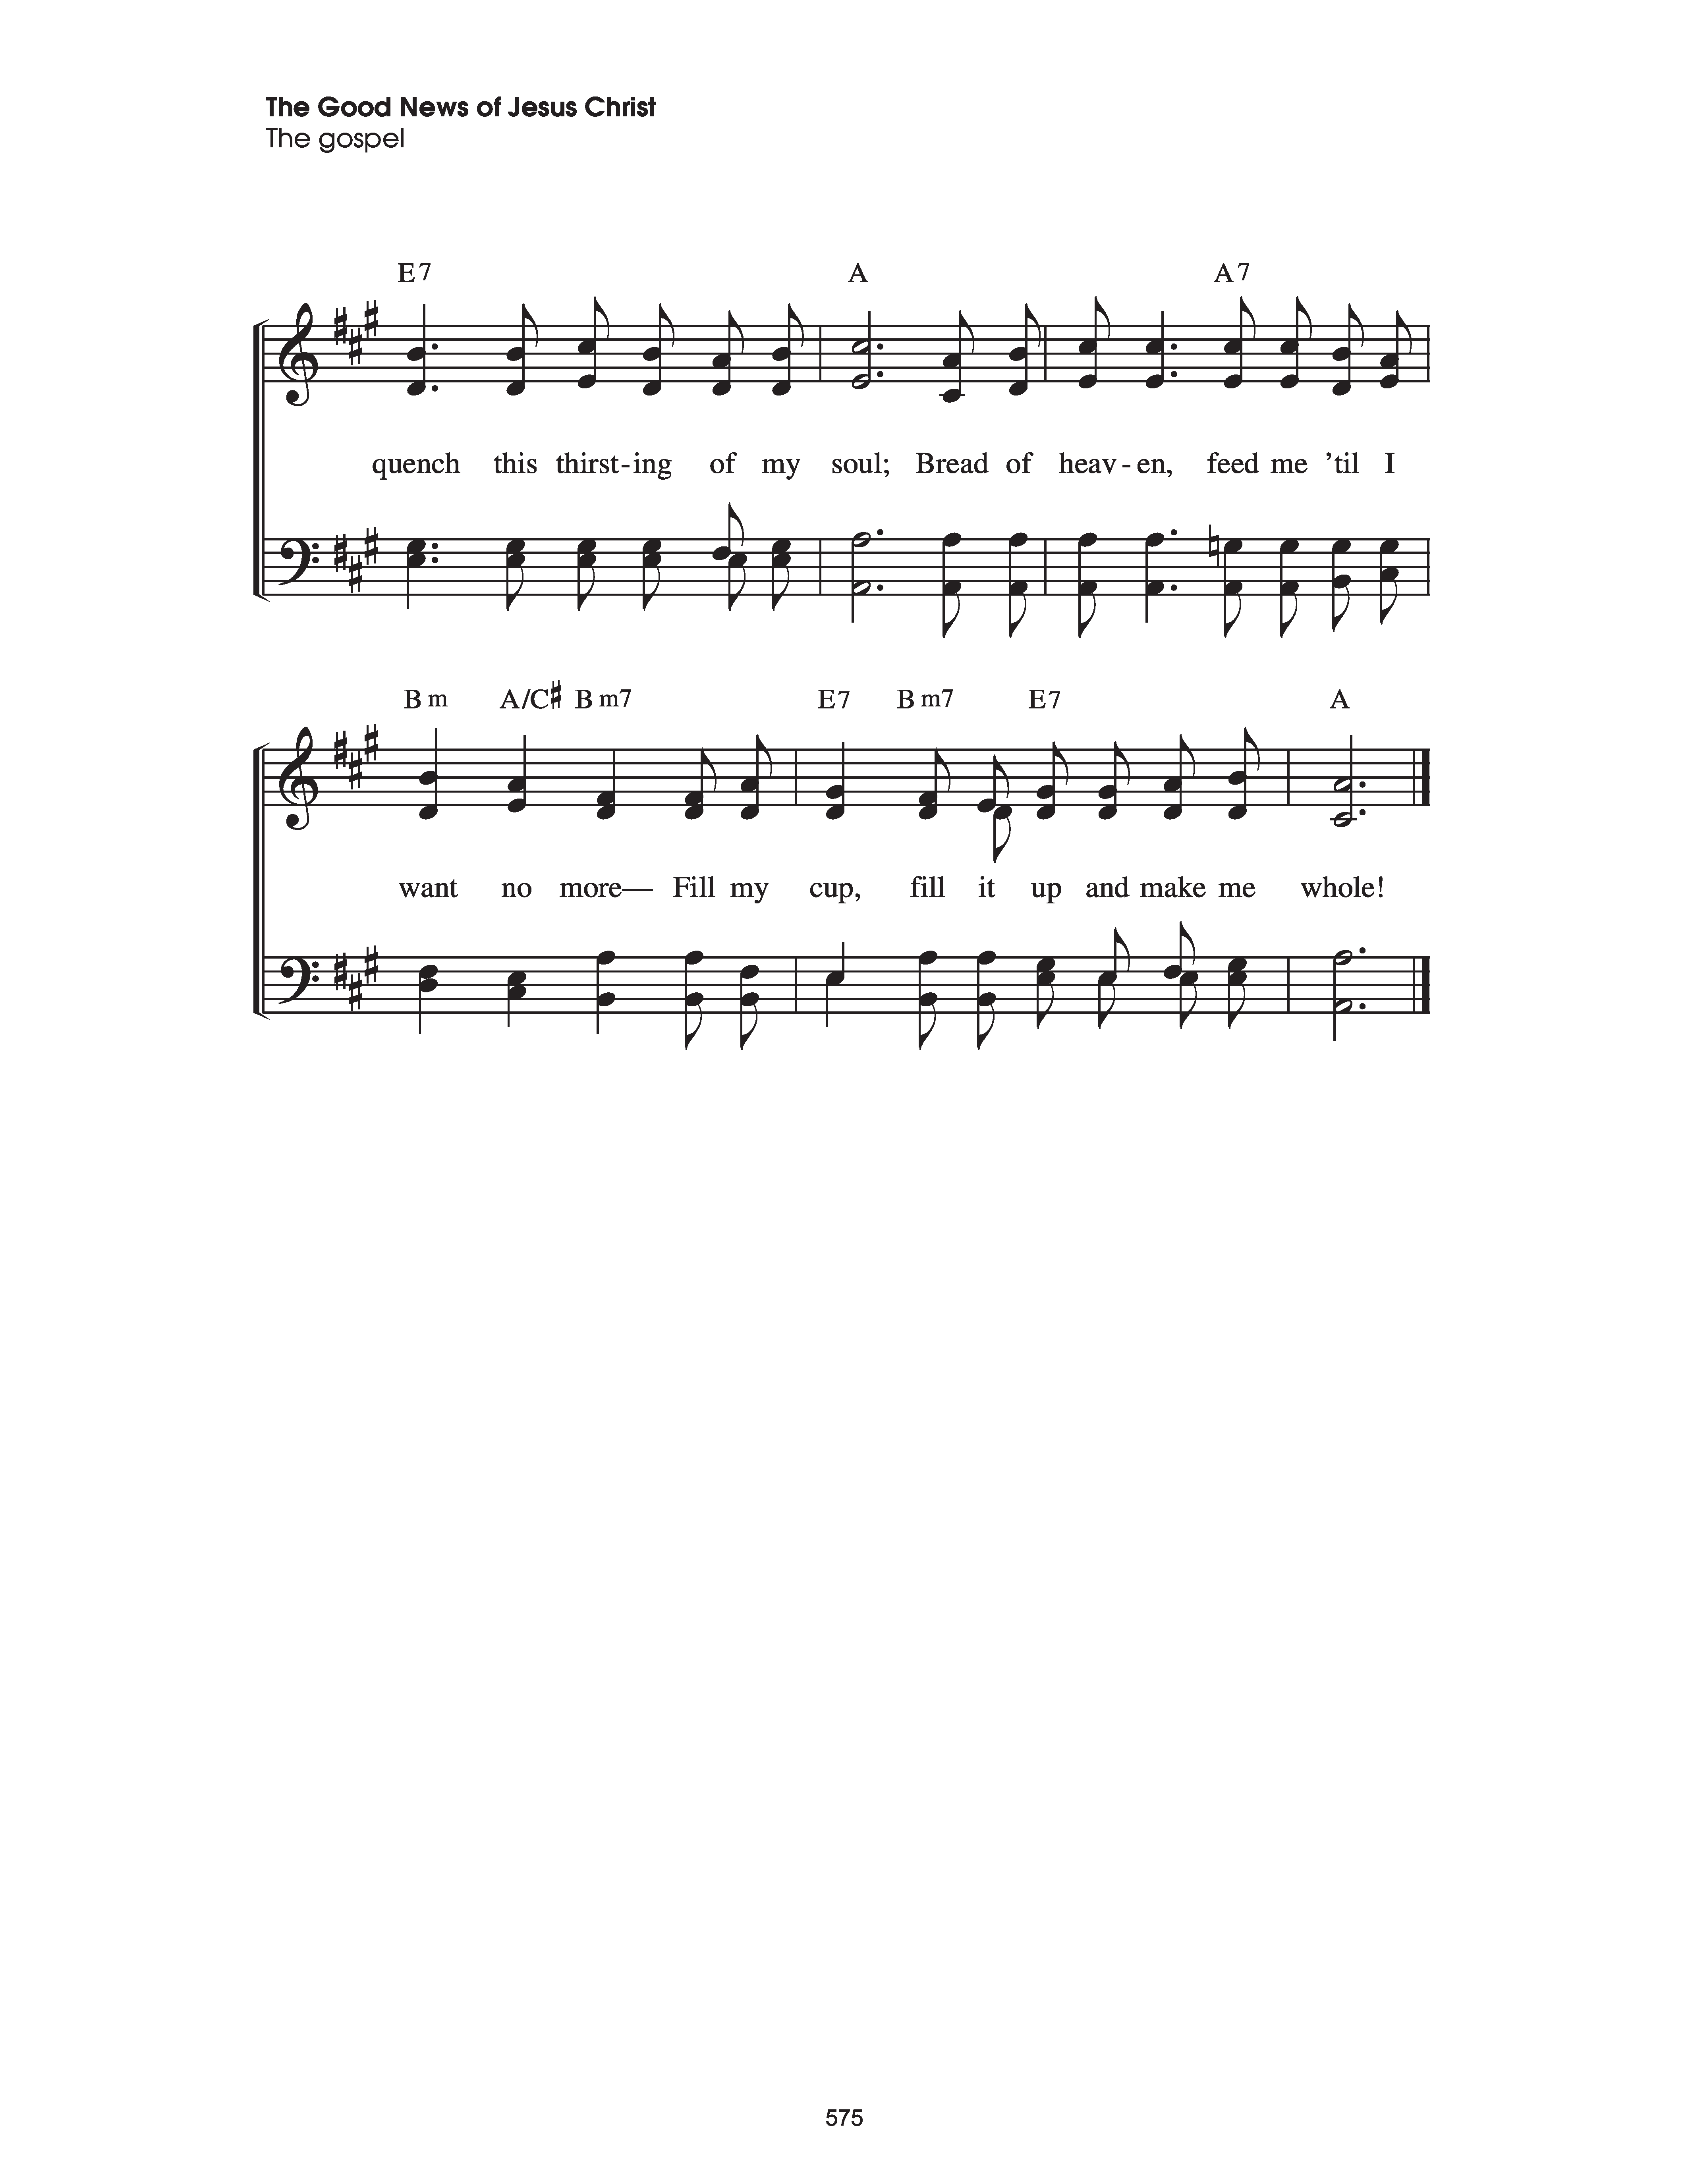 The Good News of Jesus Christ
The gospel
E7 A A7
quench this thirst-ing of my soul; Bread of heav-en, feed me ’til I
Bm A/C♯ Bm7 E7 Bm7 E7 A
want no more— Fill my cup, fill it up and make me whole!
575